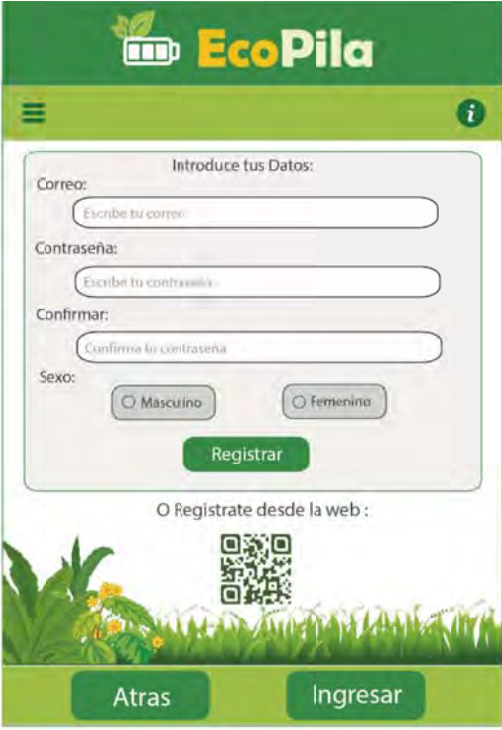 EcoPila
i
Introduce tus Datos:
Correo:
Escribe tu correo
Contraseña:
Escribe tu contraseña
Confirmar:
Confirma tu contraseña
Sexo:
Masculino Femenino
Registrar
O Registrate desde la web :
Atras Ingresar